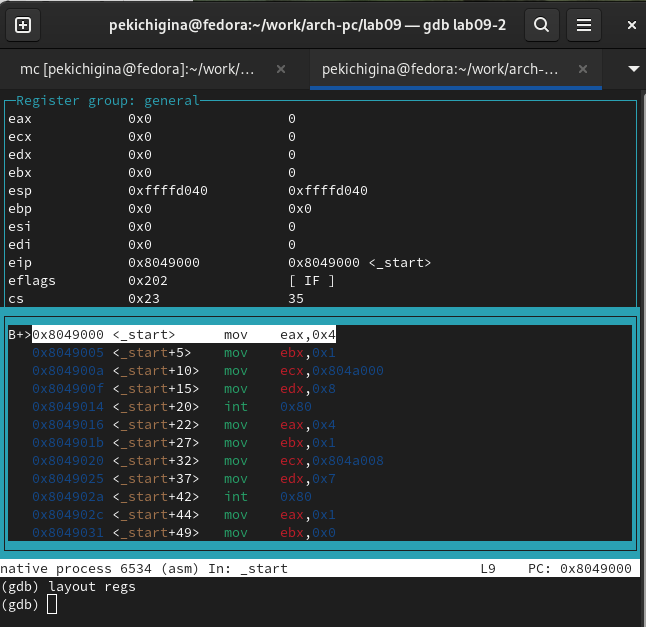 pekichigina@fedora:~/work/arch-pc/lab09 — gdb lab09-2
mc [pekichigina@fedora]:~/work/... × pekichigina@fedora:~/work/arch-... ×
Register group: general
eax 0x0 0
ecx 0x0 0
edx 0x0 0
ebx 0x0 0
esp 0xffffd040 0xffffd040
ebp 0x0 0x0
esi 0x0 0
edi 0x0 0
eip 0x8049000 0x8049000 <_start>
eflags 0x202 [ IF ]
cs 0x23 35
B+>0x8049000 <_start> mov eax,0x4
0x8049005 <_start+5> mov ebx,0x1
0x804900a <_start+10> mov ecx,0x804a000
0x804900f <_start+15> mov edx,0x8
0x8049014 <_start+20> int 0x80
0x8049016 <_start+22> mov eax,0x4
0x804901b <_start+27> mov ebx,0x1
0x8049020 <_start+32> mov ecx,0x804a008
0x8049025 <_start+37> mov edx,0x7
0x804902a <_start+42> int 0x80
0x804902c <_start+44> mov eax,0x1
0x8049031 <_start+49> mov ebx,0x0
native process 6534 (asm) In: _start L9 PC: 0x8049000
(gdb) layout regs
(gdb)